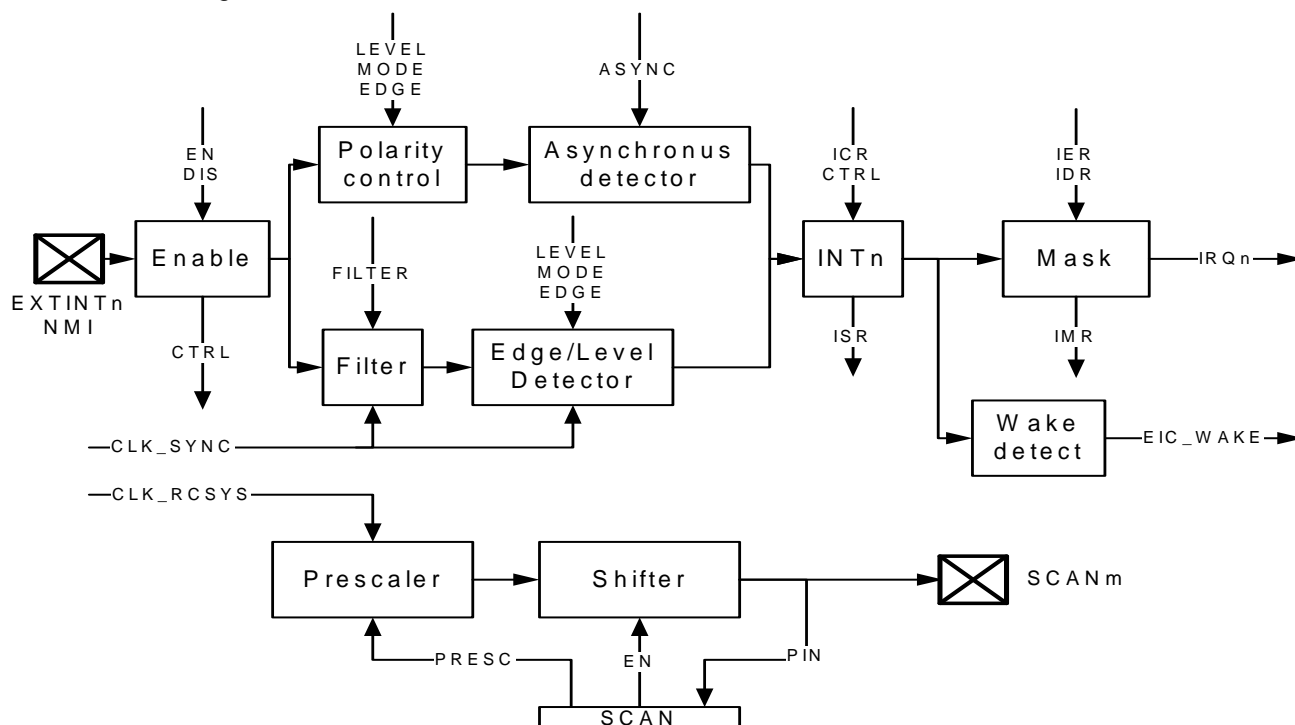 LEVEL
MODE
EDGE
ASYNC
EN
DIS
Polarity
control
Asynchronus
detector
ICR
CTRL
IER
IDR
EXTINTn
NMI
Enable
FILTER
LEVEL
MODE
EDGE
INTn
Mask
IRQn
CTRL
Filter
Edge/Level
Detector
ISR
IMR
CLK_SYNC
Wake
detect
EIC_WAKE
CLK_RCSYS
Prescaler
Shifter
SCANm
PRESC
EN
PIN
SCAN